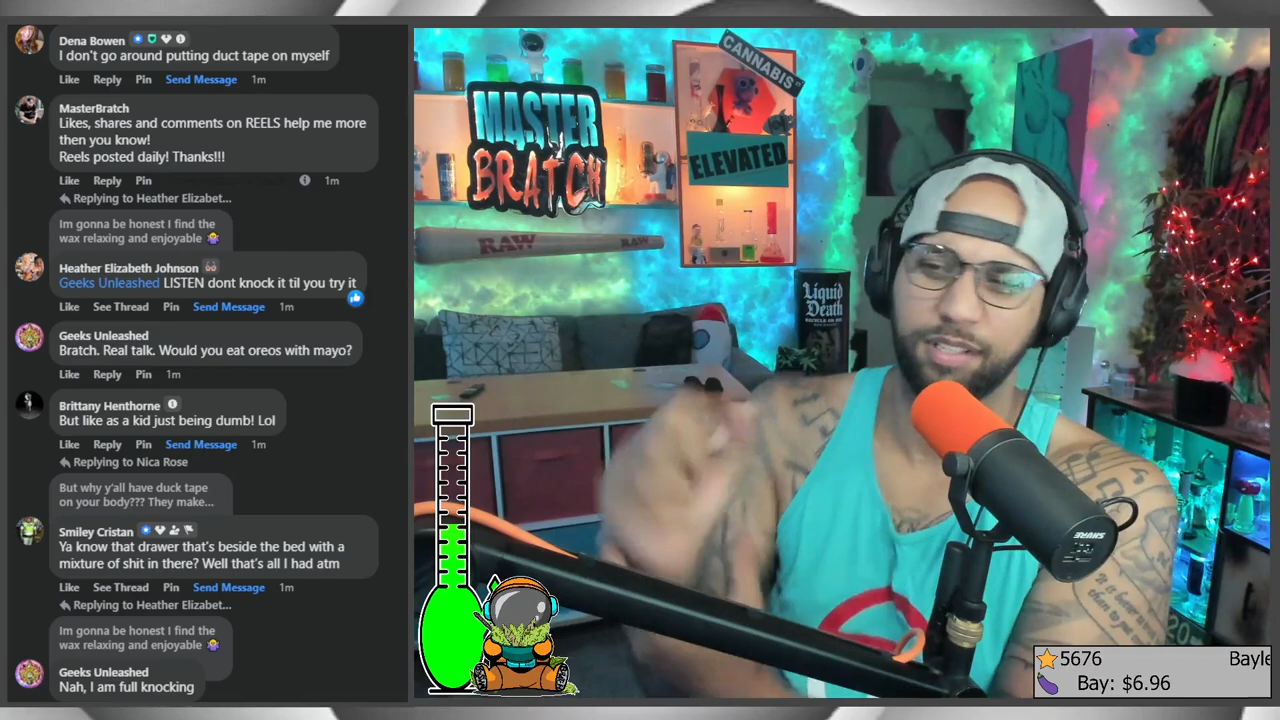 Dena Bowen
I don't go around putting duct tape on myself
Like Reply Pin Send Message 1m
MasterBratch
Likes, shares and comments on REELS help me more
then you know!
Reels posted daily! Thanks!!!
Like Reply Pin 1m
Replying to Heather Elizabet...
Im gonna be honest I find the
wax relaxing and enjoyable
Heather Elizabeth Johnson
Geeks Unleashed LISTEN dont knock it til you try it
Like See Thread Pin Send Message 1m
Geeks Unleashed
Bratch. Real talk. Would you eat oreos with mayo?
Like Reply Pin 1m
Brittany Henthorne
But like as a kid just being dumb! Lol
Like Reply Pin Send Message 1m
Replying to Nica Rose
But why y'all have duck tape
on your body??? They make...
Smiley Cristan
Ya know that drawer that's beside the bed with a
mixture of shit in there? Well that's all I had atm
Like See Thread Pin Send Message 1m
Replying to Heather Elizabet...
Im gonna be honest I find the
wax relaxing and enjoyable
Geeks Unleashed
Nah, I am full knocking
MASTER
BRATCH
CANNABIS
ELEVATED
RAW RAW
Liquid
Death
SHURE
5676 Bayle
Bay: $6.96